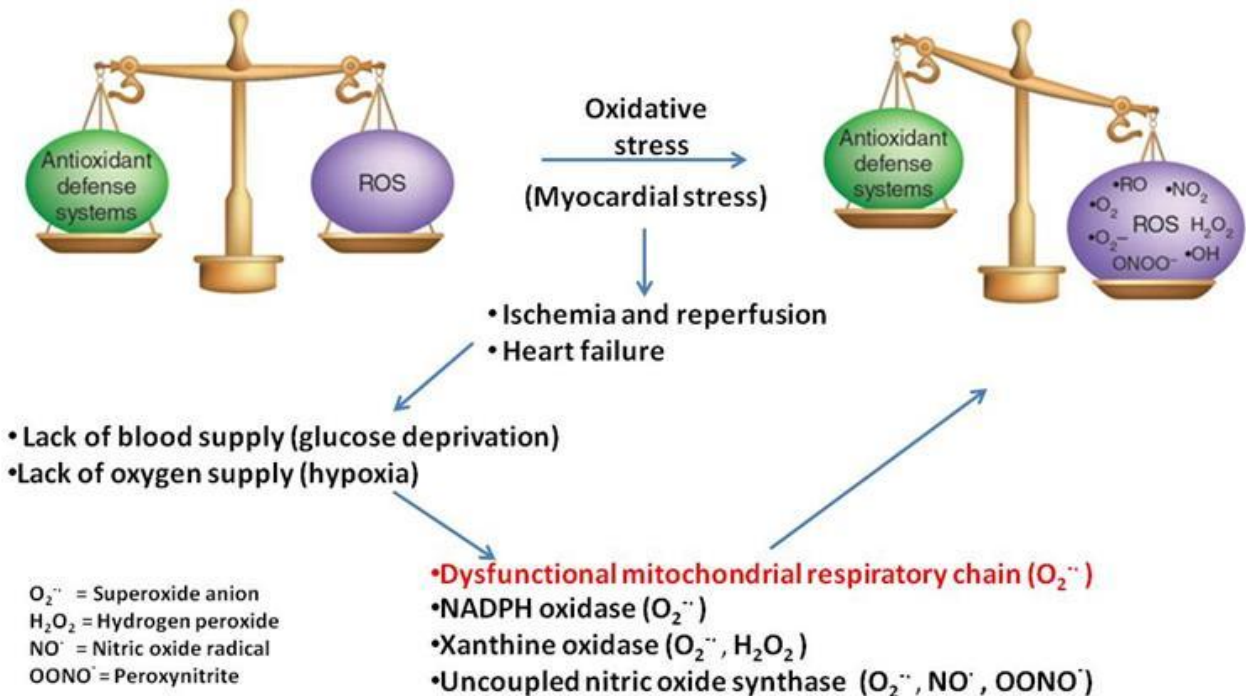 Antioxidant
defense
systems
ROS
Oxidative
stress
(Myocardial stress)
Antioxidant
defense
systems
•RO •NO₂
•O₂
ROS H₂O₂
•O₂–
•OH
ONOO⁻
•Ischemia and reperfusion
•Heart failure
• Lack of blood supply (glucose deprivation)
•Lack of oxygen supply (hypoxia)
•Dysfunctional mitochondrial respiratory chain (O₂⁻˙)
•NADPH oxidase (O₂⁻˙)
•Xanthine oxidase (O₂⁻˙, H₂O₂)
•Uncoupled nitric oxide synthase (O₂⁻˙, NO˙, OONO⁻)
O₂⁻˙ = Superoxide anion
H₂O₂ = Hydrogen peroxide
NO˙ = Nitric oxide radical
OONO⁻ = Peroxynitrite